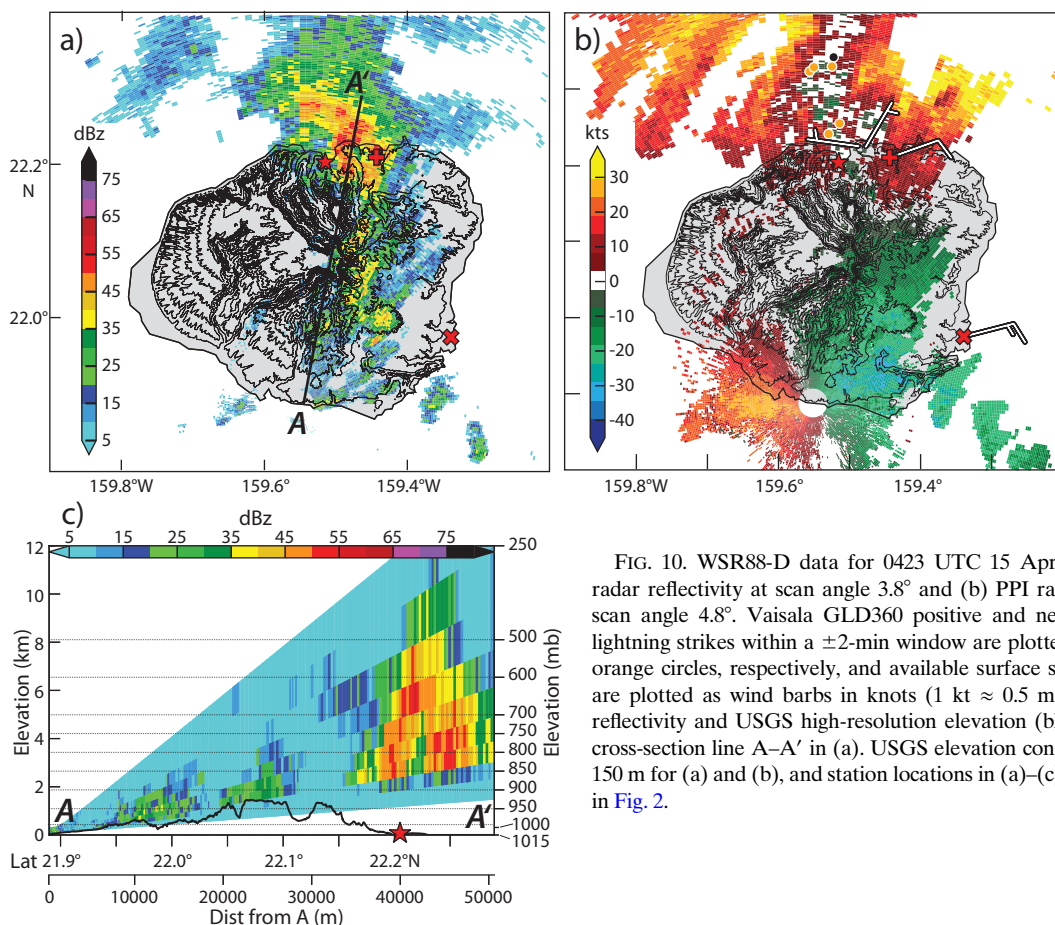 a)
A'
dBz
75
65
55
45
35
25
15
5
22.2°
N
22.0°
A
159.8W
159.6°
159.4°
b)
kts
30
20
10
0
-10
-20
-30
-40
159.8°W
159.6°
159.4°
c)
dBz
5 15 25 35 45 55 65 75
12
10
8
6
4
2
0
Elevation (km)
250
500
600
700
750
800
850
900
950
1000
1015
Elevation (mb)
A
A'
Lat 21.9° 22.0° 22.1° 22.2°N
0 10000 20000 30000 40000 50000
Dist from A (m)
FIG. 10. WSR88-D data for 0423 UTC 15 Apr
radar reflectivity at scan angle 3.8° and (b) PPI ra
scan angle 4.8°. Vaisala GLD360 positive and ne
lightning strikes within a ±2-min window are plotte
orange circles, respectively, and available surface s
are plotted as wind barbs in knots (1 kt ≈ 0.5 m
reflectivity and USGS high-resolution elevation (b
cross-section line A–A′ in (a). USGS elevation con
150 m for (a) and (b), and station locations in (a)–(c
in Fig. 2.